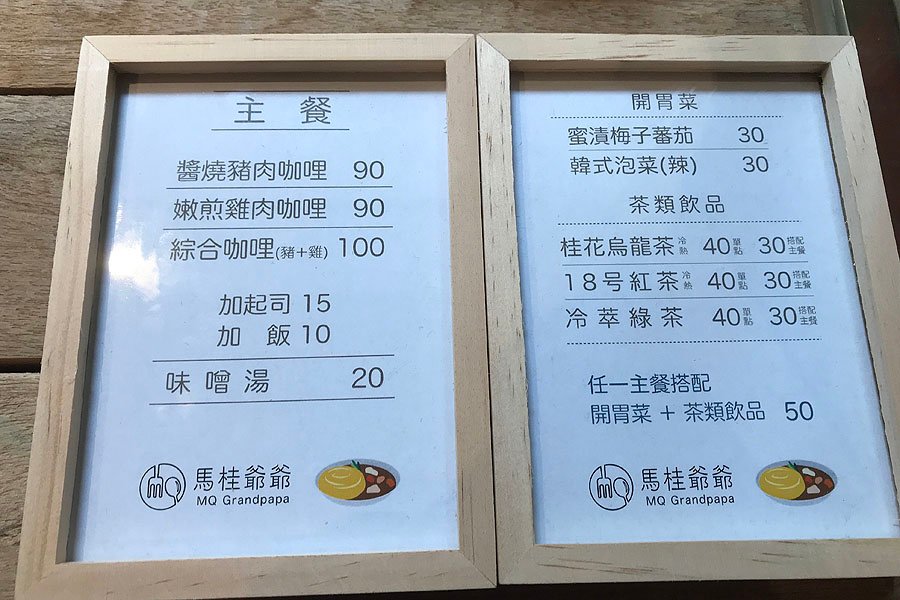 主餐
醬燒豬肉咖哩 90
嫩煎雞肉咖哩 90
綜合咖哩(豬+雞) 100
加起司 15
加 飯 10
味噌湯 20
馬桂爺爺
MQ Grandpapa
開胃菜
蜜漬梅子蕃茄 30
韓式泡菜(辣) 30
茶類飲品
桂花烏龍茶 冷熱 40 單點 30 搭配主餐
18号紅茶 冷熱 40 單點 30 搭配主餐
冷萃綠茶 40 單點 30 搭配主餐
任一主餐搭配
開胃菜 + 茶類飲品 50
馬桂爺爺
MQ Grandpapa